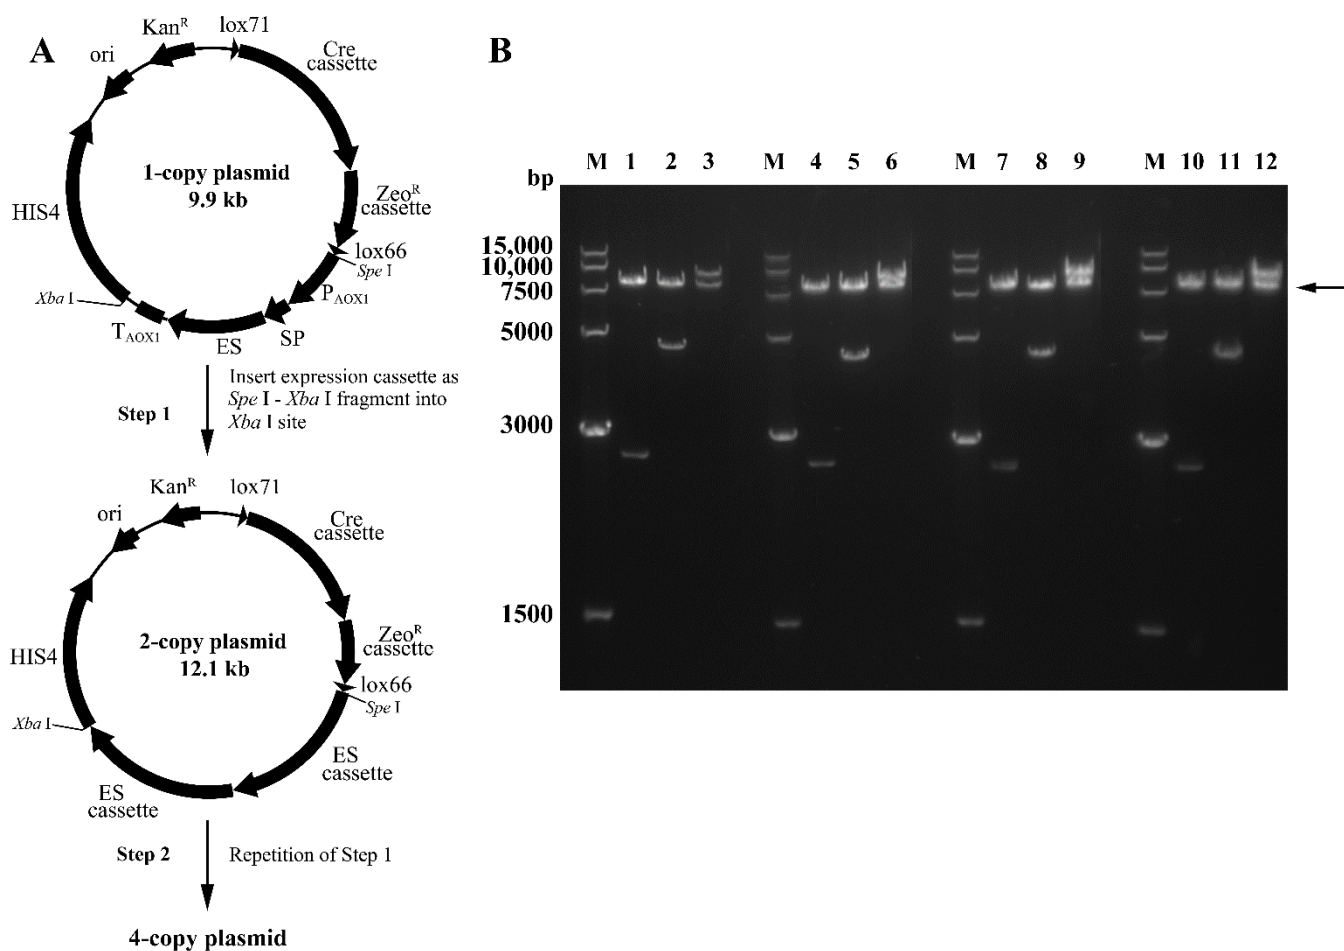 A
Kan^R
lox71
ori
Cre
cassette
1-copy plasmid
9.9 kb
Zeo^R
cassette
HIS4
lox66
Spe I
P_AOX1
Xba I
T_AOX1
SP
ES
Step 1
Insert expression cassette as
Spe I - Xba I fragment into
Xba I site
Kan^R
lox71
ori
Cre
cassette
2-copy plasmid
12.1 kb
Zeo^R
cassette
HIS4
lox66
Spe I
Xba I
ES
cassette
ES
cassette
Step 2
Repetition of Step 1
4-copy plasmid
B
M 1 2 3 M 4 5 6 M 7 8 9 M 10 11 12
bp
15,000
10,000
7500
5000
3000
1500